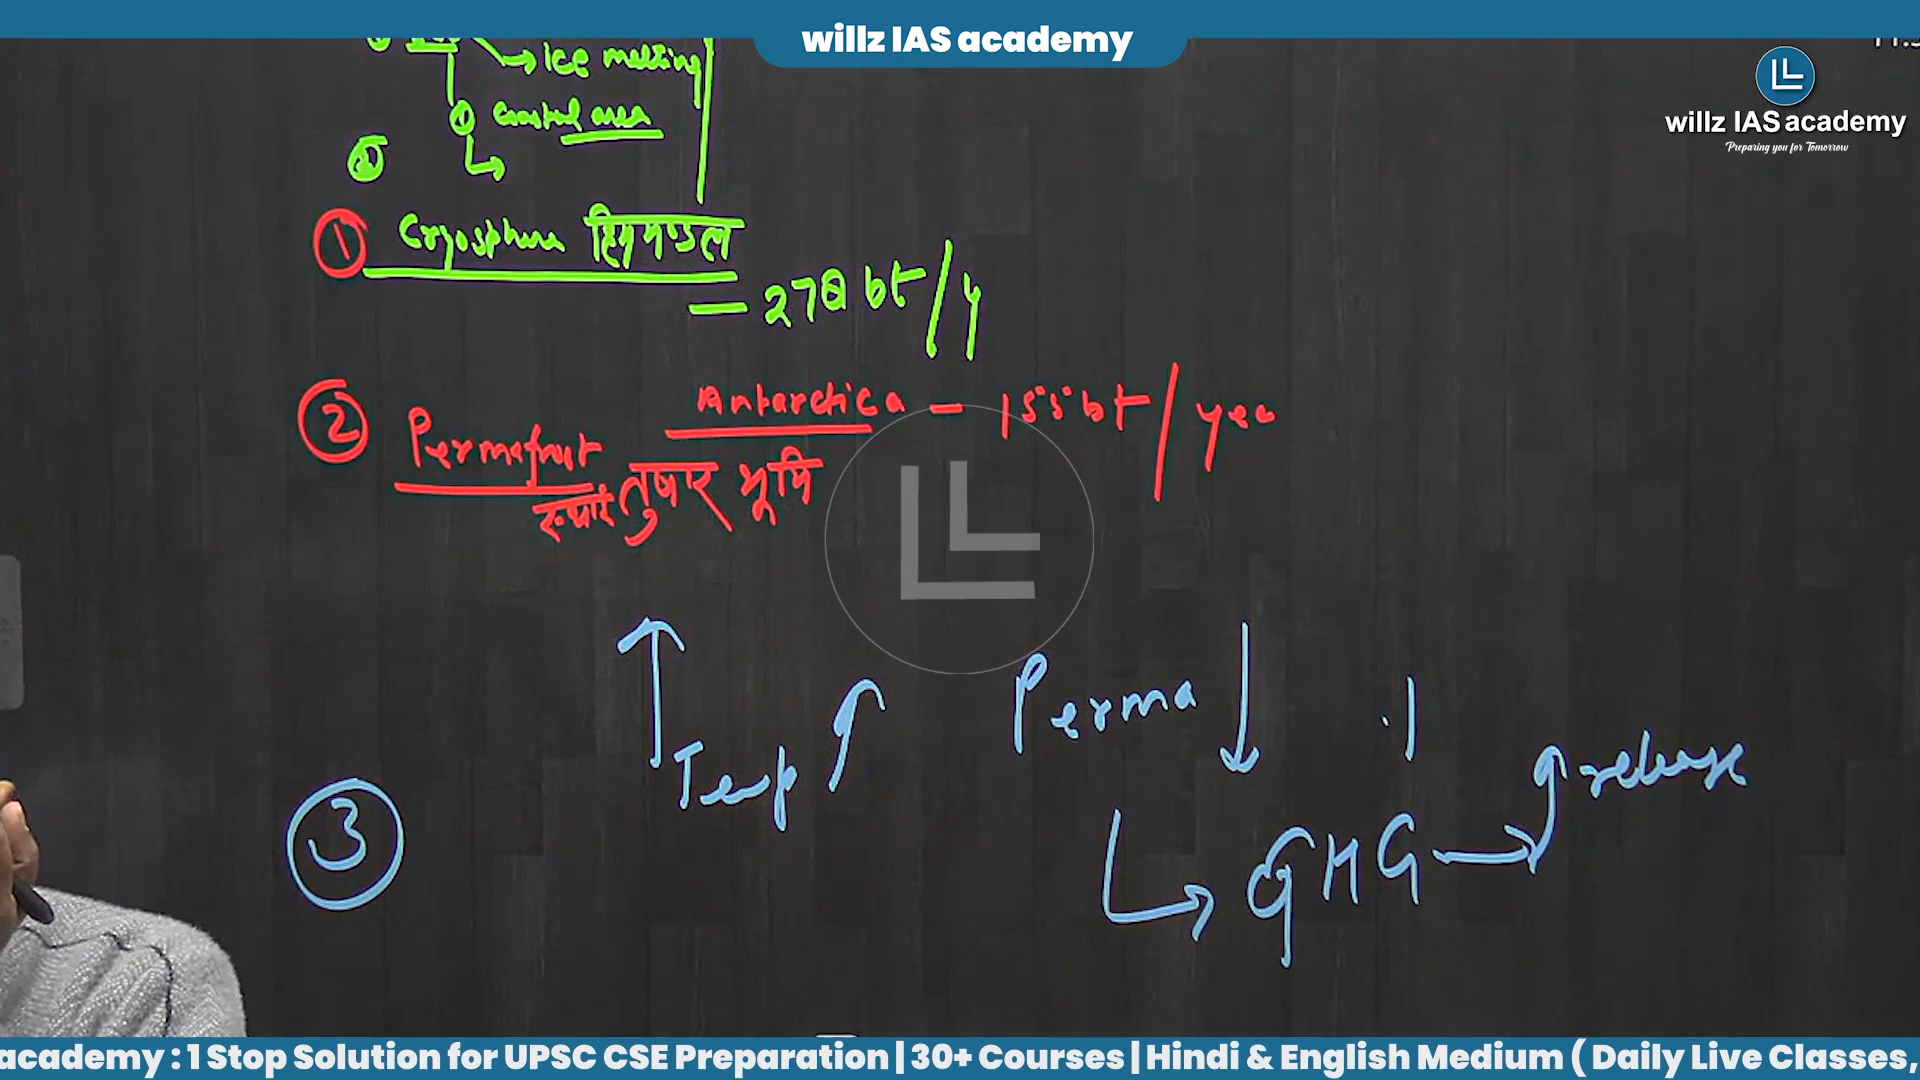 willz IAS academy
willz IAS academy
Preparing you for Tomorrow
→ Ice melting
Coastal area
① Cryosphere हिममण्डल
278 bt/y
② Permafrost Antarctica – 155 bt/year
तुषार भूमि
Temp ↑ Perma ↓
③ GHG → release
academy : 1 Stop Solution for UPSC CSE Preparation | 30+ Courses | Hindi & English Medium ( Daily Live Classes,